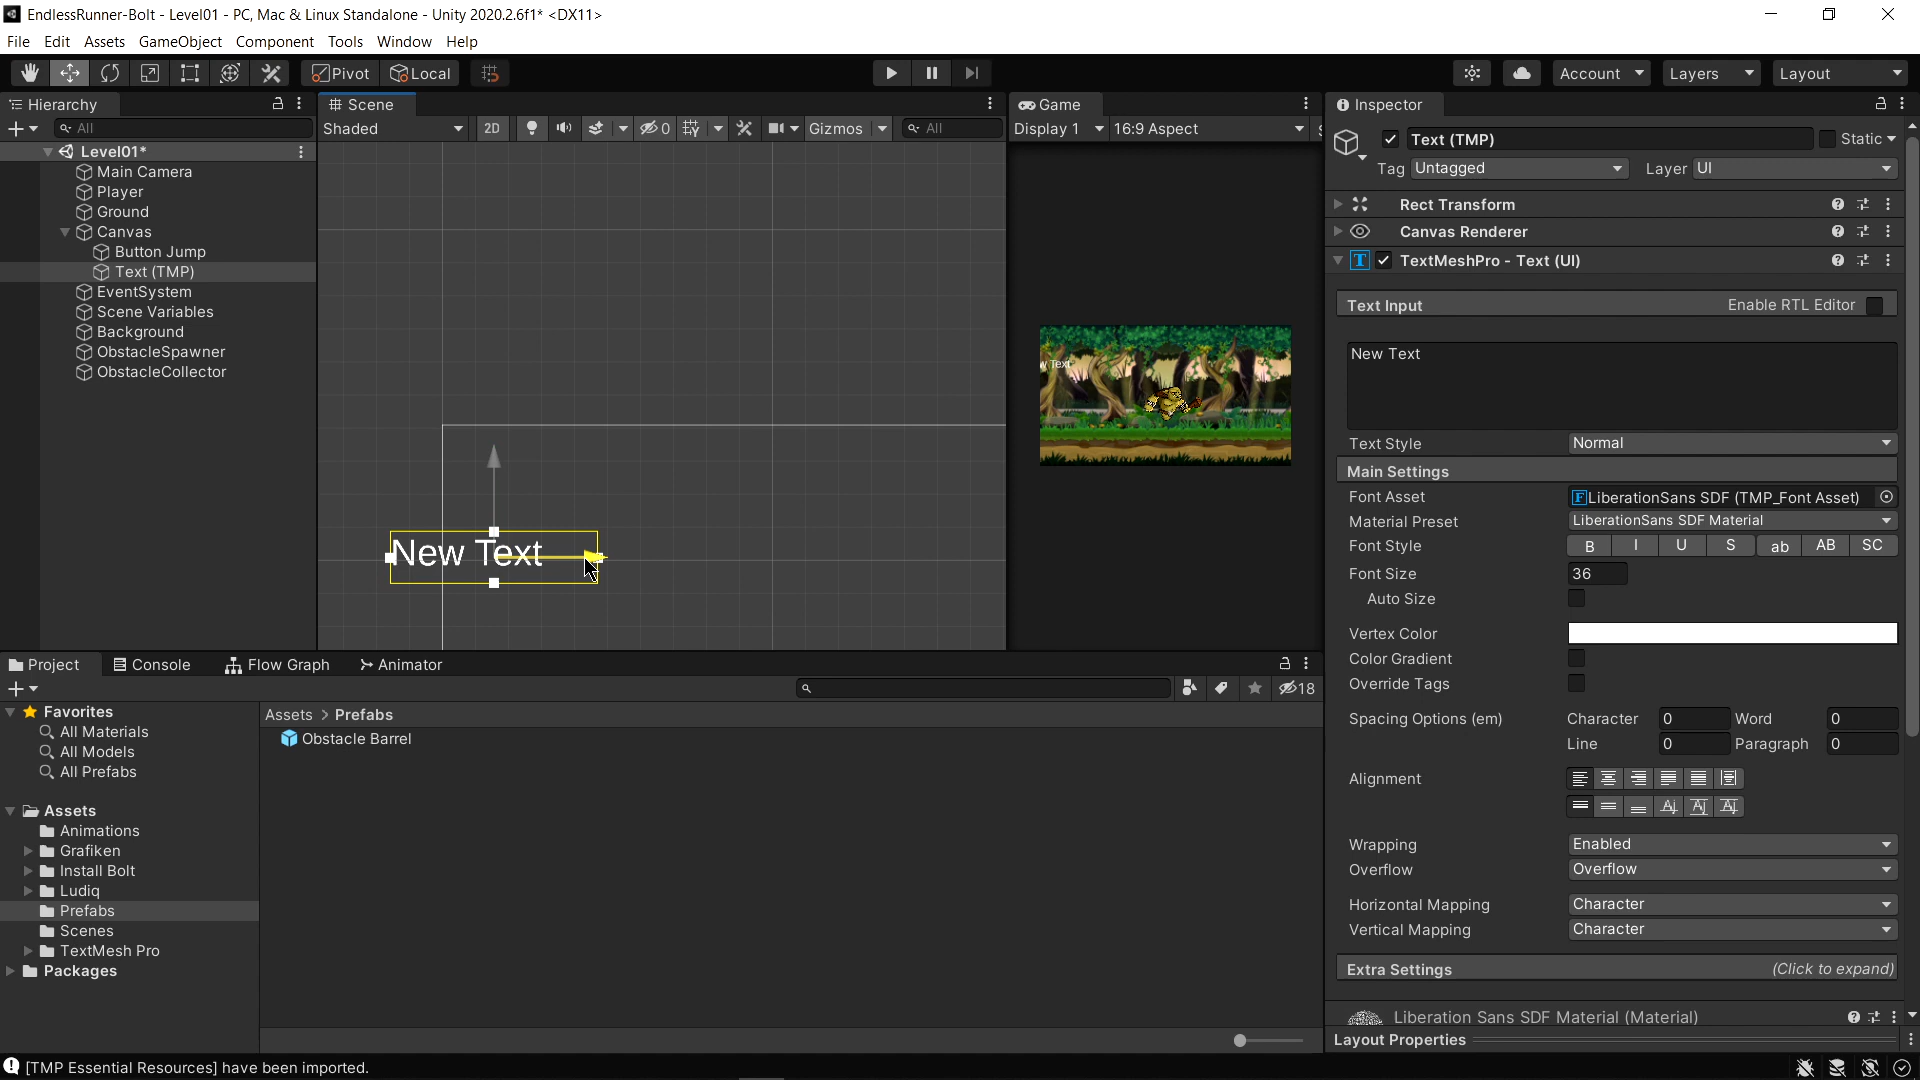 EndlessRunner-Bolt - Level01 - PC, Mac & Linux Standalone - Unity 2020.2.6f1* <DX11>
File Edit Assets GameObject Component Tools Window Help
Pivot Local Account Layers Layout
Hierarchy
All
Level01*
Main Camera
Player
Ground
Canvas
Button Jump
Text (TMP)
EventSystem
Scene Variables
Background
ObstacleSpawner
ObstacleCollector
Scene
Shaded 2D 0 Gizmos All
New Text
Game
Display 1 16:9 Aspect
w Text
Inspector
Text (TMP) Static
Tag Untagged Layer UI
Rect Transform
Canvas Renderer
TextMeshPro - Text (UI)
Text Input Enable RTL Editor
New Text
Text Style Normal
Main Settings
Font Asset LiberationSans SDF (TMP_Font Asset)
Material Preset LiberationSans SDF Material
Font Style B I U S ab AB SC
Font Size 36
Auto Size
Vertex Color
Color Gradient
Override Tags
Spacing Options (em) Character 0 Word 0
Line 0 Paragraph 0
Alignment
Wrapping Enabled
Overflow Overflow
Horizontal Mapping Character
Vertical Mapping Character
Extra Settings (Click to expand)
Liberation Sans SDF Material (Material)
Layout Properties
Project Console Flow Graph Animator
18
Favorites
All Materials
All Models
All Prefabs
Assets
Animations
Grafiken
Install Bolt
Ludiq
Prefabs
Scenes
TextMesh Pro
Packages
Assets > Prefabs
Obstacle Barrel
[TMP Essential Resources] have been imported.